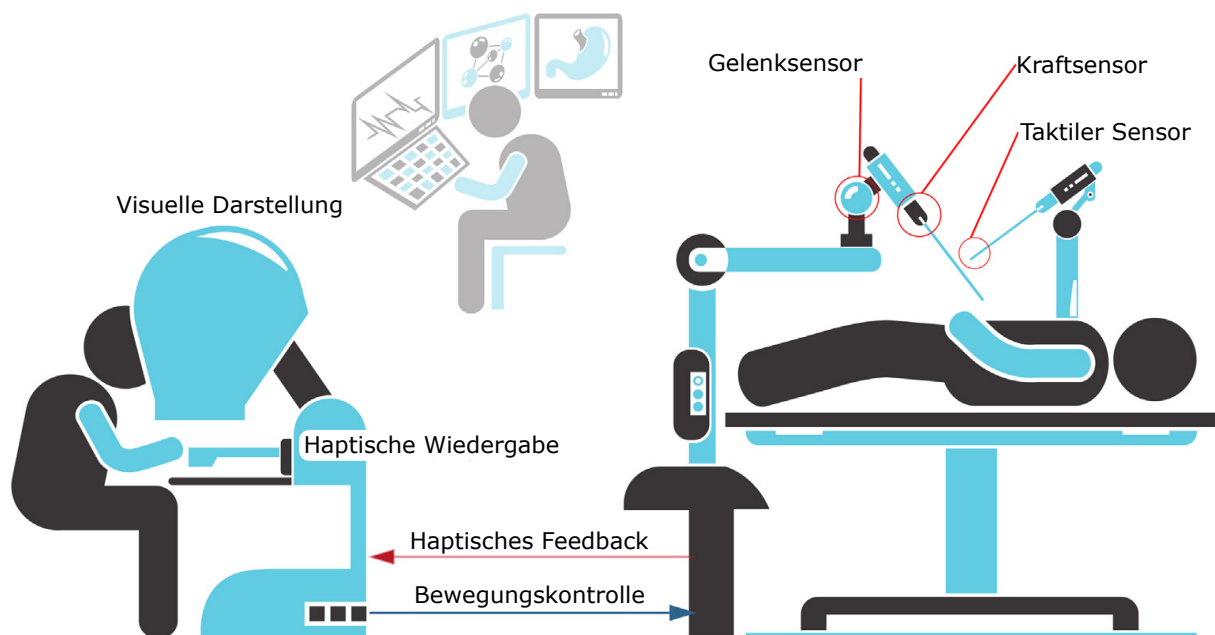 Gelenksensor
Kraftsensor
Taktiler Sensor
Visuelle Darstellung
Haptische Wiedergabe
Haptisches Feedback
Bewegungskontrolle